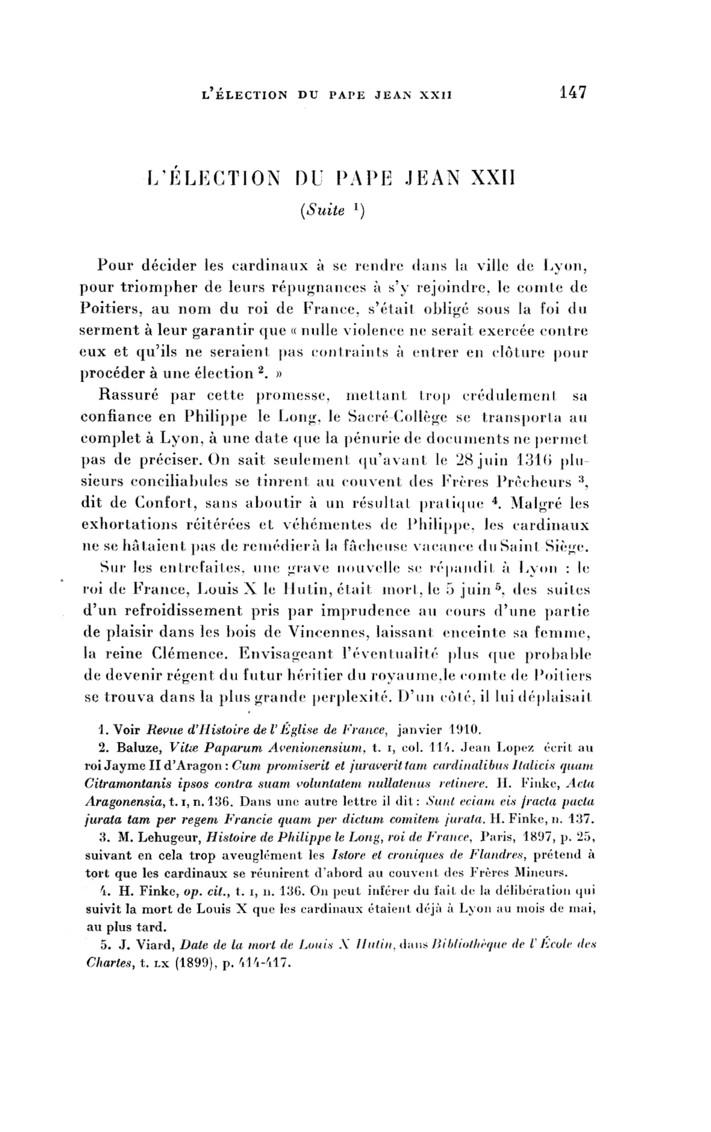 L'ÉLECTION DU PAPE JEAN XXII 147
L'ÉLECTION DU PAPE JEAN XXII
(Suite 1)
Pour décider les cardinaux à se rendre dans la ville de Lyon,
pour triompher de leurs répugnances à s'y rejoindre, le comte de
Poitiers, au nom du roi de France, s'était obligé sous la foi du
serment à leur garantir que « nulle violence ne serait exercée contre
eux et qu'ils ne seraient pas contraints à entrer en clôture pour
procéder à une élection 2. »
Rassuré par cette promesse, mettant trop crédulement sa
confiance en Philippe le Long, le Sacré-Collège se transporta au
complet à Lyon, à une date que la pénurie de documents ne permet
pas de préciser. On sait seulement qu'avant le 28 juin 1316 plu-
sieurs conciliabules se tinrent au couvent des Frères Prêcheurs 3,
dit de Confort, sans aboutir à un résultat pratique 4. Malgré les
exhortations réitérées et véhémentes de Philippe, les cardinaux
ne se hâtaient pas de remédier à la fâcheuse vacance du Saint Siège.
Sur les entrefaites, une grave nouvelle se répandit à Lyon : le
roi de France, Louis X le Hutin, était mort, le 5 juin 5, des suites
d'un refroidissement pris par imprudence au cours d'une partie
de plaisir dans les bois de Vincennes, laissant enceinte sa femme,
la reine Clémence. Envisageant l'éventualité plus que probable
de devenir régent du futur héritier du royaume, le comte de Poitiers
se trouva dans la plus grande perplexité. D'un côté, il lui déplaisait
1. Voir Revue d'Histoire de l'Église de France, janvier 1910.
2. Baluze, Vitæ Paparum Avenionensium, t. I, col. 114. Jean Lopez écrit au
roi Jayme II d'Aragon : Cum promiserit et juraverit tam cardinalibus Italicis quam
Citramontanis ipsos contra suam voluntatem nullatenus retinere. H. Finke, Acta
Aragonensia, t. I, n. 136. Dans une autre lettre il dit : Sunt eciam eis fracta pacta
jurata tam per regem Francie quam per dictum comitem jurata. H. Finke, n. 137.
3. M. Lehugeur, Histoire de Philippe le Long, roi de France, Paris, 1897, p. 25,
suivant en cela trop aveuglément les Istore et croniques de Flandres, prétend à
tort que les cardinaux se réunirent d'abord au couvent des Frères Mineurs.
4. H. Finke, op. cit., t. I, n. 136. On peut inférer du fait de la délibération qui
suivit la mort de Louis X que les cardinaux étaient déjà à Lyon au mois de mai,
au plus tard.
5. J. Viard, Date de la mort de Louis X Hutin, dans Bibliothèque de l'École des
Chartes, t. LX (1899), p. 414-417.